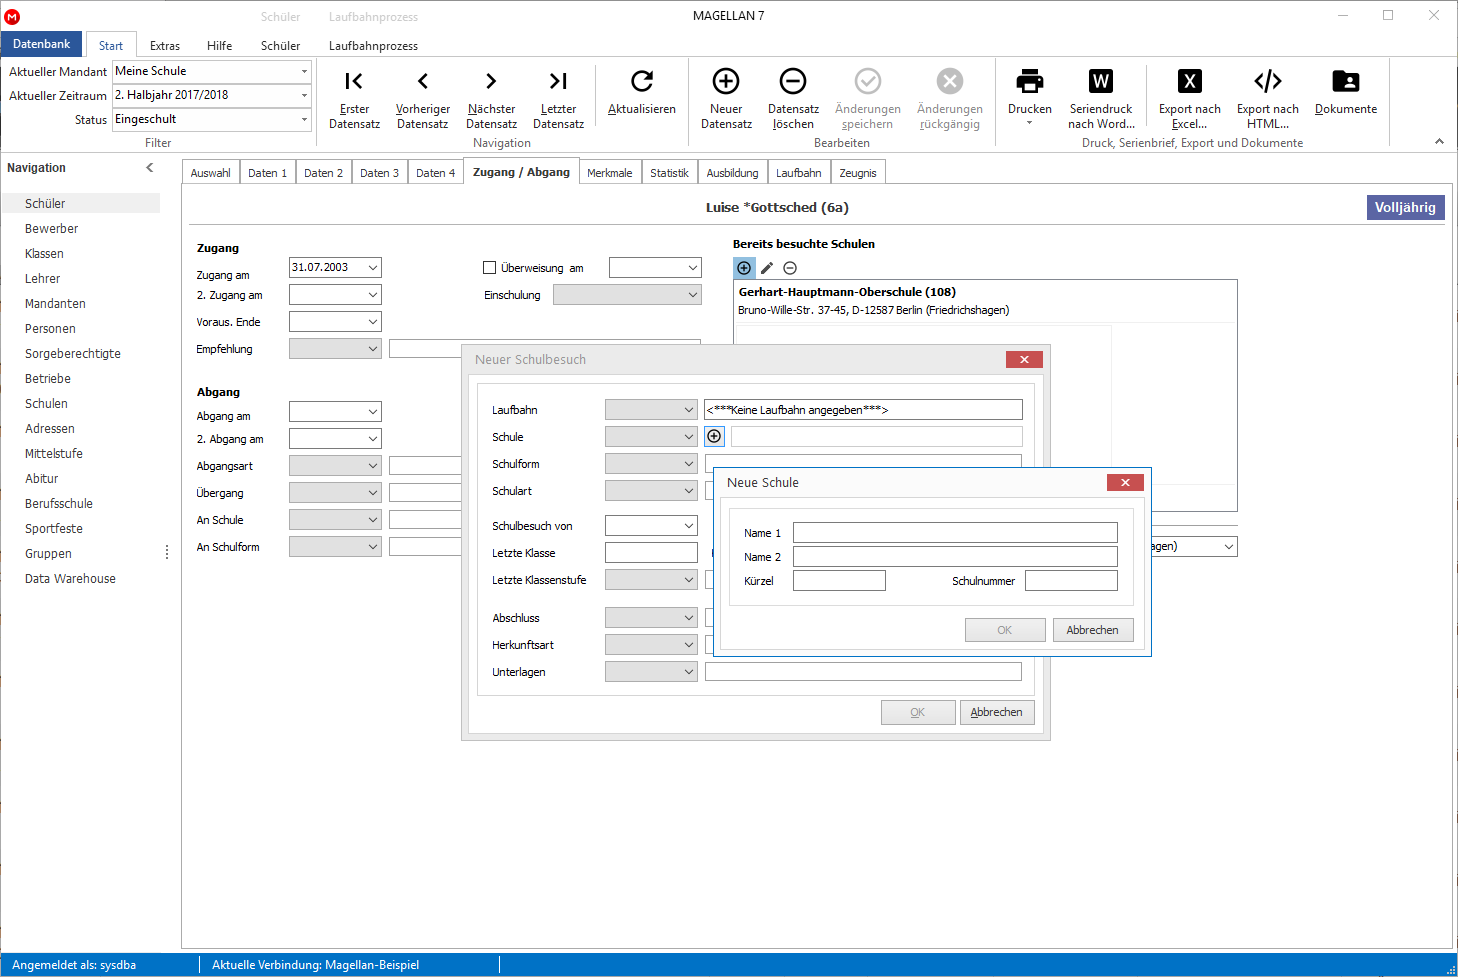 M
Schüler Laufbahnprozess
MAGELLAN 7
Datenbank Start Extras Hilfe Schüler Laufbahnprozess
Aktueller Mandant Meine Schule
Aktueller Zeitraum 2. Halbjahr 2017/2018
Status Eingeschult
Filter
Erster Datensatz
Vorheriger Datensatz
Nächster Datensatz
Letzter Datensatz
Navigation
Aktualisieren
Neuer Datensatz
Datensatz löschen
Änderungen speichern
Änderungen rückgängig
Bearbeiten
Drucken
W
Seriendruck nach Word...
X
Export nach Excel...
Export nach HTML...
Dokumente
Druck, Serienbrief, Export und Dokumente
Navigation
Schüler
Bewerber
Klassen
Lehrer
Mandanten
Personen
Sorgeberechtigte
Betriebe
Schulen
Adressen
Mittelstufe
Abitur
Berufsschule
Sportfeste
Gruppen
Data Warehouse
Auswahl Daten 1 Daten 2 Daten 3 Daten 4 Zugang / Abgang Merkmale Statistik Ausbildung Laufbahn Zeugnis
Luise *Gottsched (6a)
Volljährig
Zugang
Zugang am 31.07.2003
2. Zugang am
Voraus. Ende
Empfehlung
Überweisung am
Einschulung
Abgang
Abgang am
2. Abgang am
Abgangsart
Übergang
An Schule
An Schulform
Bereits besuchte Schulen
Gerhart-Hauptmann-Oberschule (108)
Bruno-Wille-Str. 37-45, D-12587 Berlin (Friedrichshagen)
agen)
Neuer Schulbesuch
Laufbahn <***Keine Laufbahn angegeben***>
Schule
Schulform
Schulart
Schulbesuch von
Letzte Klasse
Letzte Klassenstufe
Abschluss
Herkunftsart
Unterlagen
OK Abbrechen
Neue Schule
Name 1
Name 2
Kürzel Schulnummer
OK Abbrechen
Angemeldet als: sysdba Aktuelle Verbindung: Magellan-Beispiel